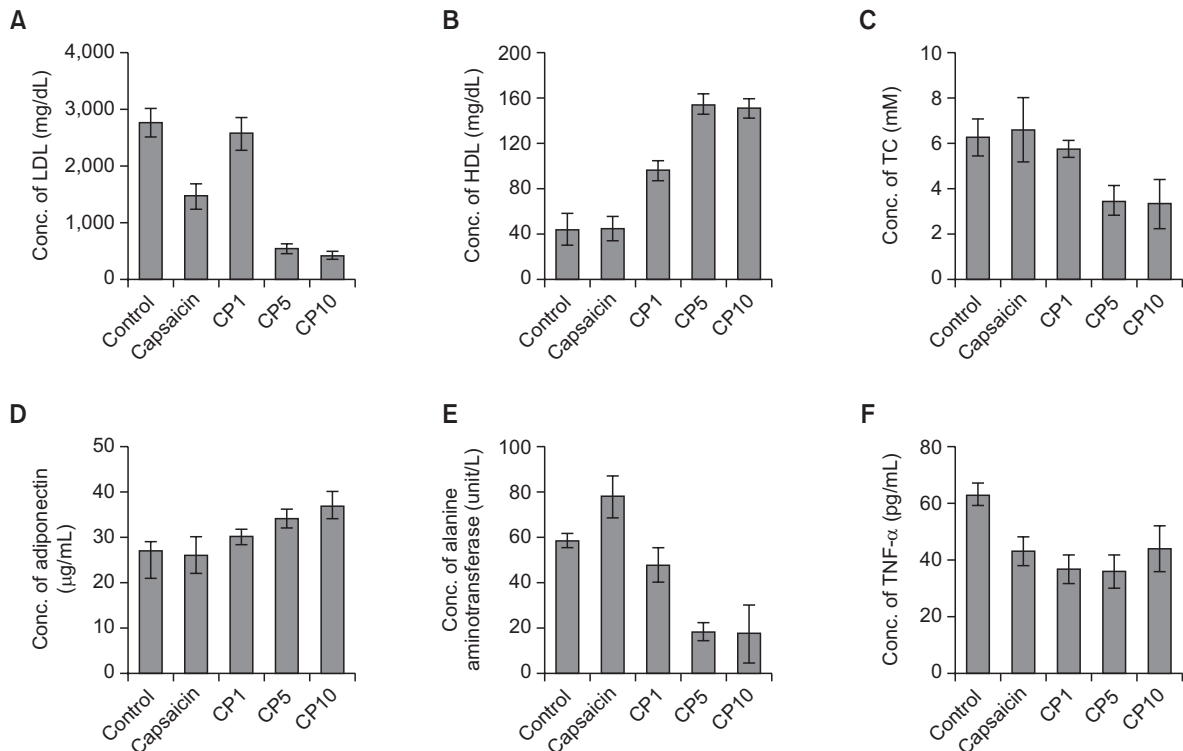 A
Conc. of LDL (mg/dL)
4,000
3,000
2,000
1,000
0
Control
Capsaicin
CP1
CP5
CP10
B
Conc. of HDL (mg/dL)
200
160
120
80
40
0
Control
Capsaicin
CP1
CP5
CP10
C
Conc. of TC (mM)
10
8
6
4
2
0
Control
Capsaicin
CP1
CP5
CP10
D
Conc. of adiponectin
(µg/mL)
50
40
30
20
10
0
Control
Capsaicin
CP1
CP5
CP10
E
Conc. of alanine
aminotransferase (unit/L)
100
80
60
40
20
0
Control
Capsaicin
CP1
CP5
CP10
F
Conc. of TNF-α (pg/mL)
80
60
40
20
0
Control
Capsaicin
CP1
CP5
CP10